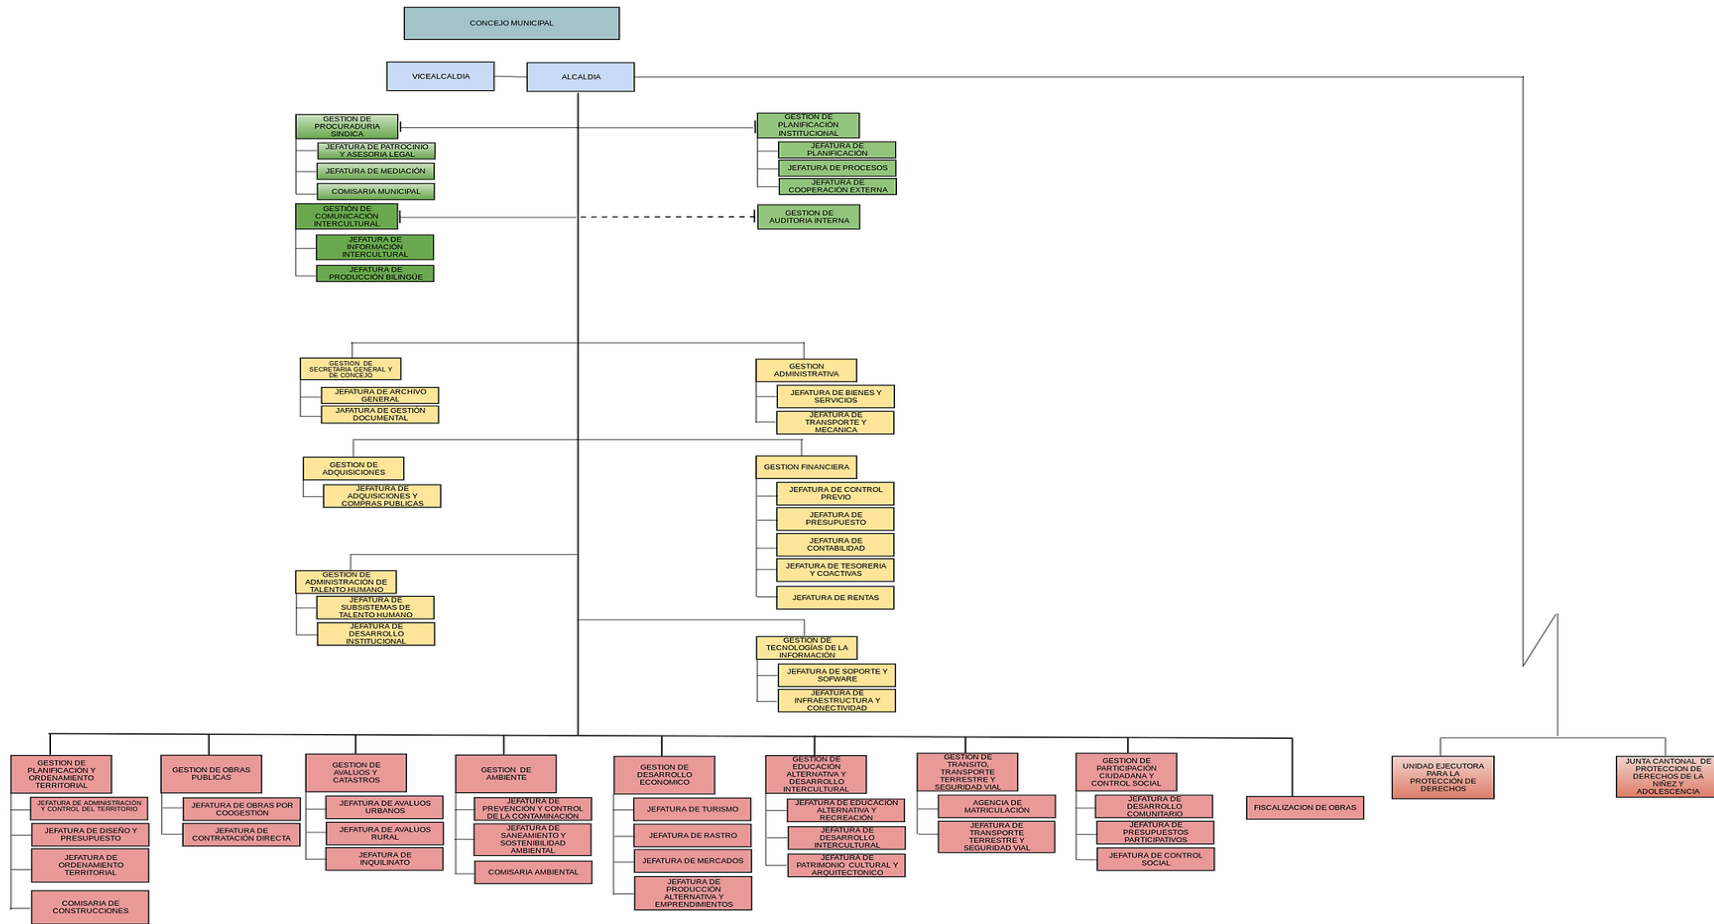 CONCEJO MUNICIPAL
VICEALCALDIA
ALCALDIA
GESTION DE
PROCURADURIA
SINDICA
JEFATURA DE PATROCINIO
Y ASESORIA LEGAL
JEFATURA DE MEDIACIÓN
COMISARIA MUNICIPAL
GESTIÓN DE
COMUNICACIÓN
INTERCULTURAL
JEFATURA DE
INFORMACIÓN
INTERCULTURAL
JEFATURA DE
PRODUCCIÓN BILINGÜE
GESTION DE
PLANIFICACIÓN
INSTITUCIONAL
JEFATURA DE
PLANIFICACIÓN
JEFATURA DE PROCESOS
JEFATURA DE
COOPERACIÓN EXTERNA
GESTION DE
AUDITORIA INTERNA
GESTION DE
SECRETARIA GENERAL Y
DE CONCEJO
JEFATURA DE ARCHIVO
GENERAL
JAFATURA DE GESTIÓN
DOCUMENTAL
GESTION
ADMINISTRATIVA
JEFATURA DE BIENES Y
SERVICIOS
JEFATURA DE
TRANSPORTE Y
MECANICA
GESTION DE
ADQUISICIONES
JEFATURA DE
ADQUISICIONES Y
COMPRAS PUBLICAS
GESTION FINANCIERA
JEFATURA DE CONTROL
PREVIO
JEFATURA DE
PRESUPUESTO
JEFATURA DE
CONTABILIDAD
JEFATURA DE TESORERIA
Y COACTIVAS
JEFATURA DE RENTAS
GESTION DE
ADMINISTRACIÓN DE
TALENTO HUMANO
JEFATURA DE
SUBSISTEMAS DE
TALENTO HUMANO
JEFATURA DE
DESARROLLO
INSTITUCIONAL
GESTIÓN DE
TECNOLOGÍAS DE LA
INFORMACIÓN
JEFATURA DE SOPORTE Y
SOFWARE
JEFATURA DE
INFRAESTRUCTURA Y
CONECTIVIDAD
GESTION DE
PLANIFICACIÓN Y
ORDENAMIENTO
TERRITORIAL
JEFATURA DE ADMINISTRACIÓN
Y CONTROL DEL TERRITORIO
JEFATURA DE DISEÑO Y
PRESUPUESTO
JEFATURA DE
ORDENAMIENTO
TERRITORIAL
COMISARIA DE
CONSTRUCCIONES
GESTION DE OBRAS
PUBLICAS
JEFATURA DE OBRAS POR
COOGESTIÓN
JEFATURA DE
CONTRATACIÓN DIRECTA
GESTION DE
AVALUOS Y
CATASTROS
JEFATURA DE AVALUOS
URBANOS
JEFATURA DE AVALUOS
RURAL
JEFATURA DE
INQUILINATO
GESTION DE
AMBIENTE
JEFATURA DE
PREVENCIÓN Y CONTROL
DE LA CONTAMINACIÓN
JEFATURA DE
SANEAMIENTO Y
SOSTENIBILIDAD
AMBIENTAL
COMISARIA AMBIENTAL
GESTION DE
DESARROLLO
ECONOMICO
JEFATURA DE TURISMO
JEFATURA DE RASTRO
JEFATURA DE MERCADOS
JEFATURA DE
PRODUCCIÓN
ALTERNATIVA Y
EMPRENDIMIENTOS
GESTION DE
EDUCACIÓN
ALTERNATIVA Y
DESARROLLO
INTERCULTURAL
JEFATURA DE EDUCACIÓN
ALTERNATIVA Y
RECREACIÓN
JEFATURA DE
DESARROLLO
INTERCULTURAL
JEFATURA DE
PATRIMONIO CULTURAL Y
ARQUITECTONICO
GESTION DE
TRANSITO,
TRANSPORTE
TERRESTRE Y
SEGURIDAD VIAL
AGENCIA DE
MATRICULACIÓN
JEFATURA DE
TRANSPORTE
TERRESTRE Y
SEGURIDAD VIAL
GESTION DE
PARTICIPACIÓN
CIUDADANA Y
CONTROL SOCIAL
JEFATURA DE
DESARROLLO
COMUNITARIO
JEFATURA DE
PRESUPUESTOS
PARTICIPATIVOS
JEFATURA DE CONTROL
SOCIAL
FISCALIZACION DE OBRAS
UNIDAD EJECUTORA
PARA LA
PROTECCIÓN DE
DERECHOS
JUNTA CANTONAL DE
PROTECCION DE
DERECHOS DE LA
NIÑEZ Y
ADOLESCENCIA